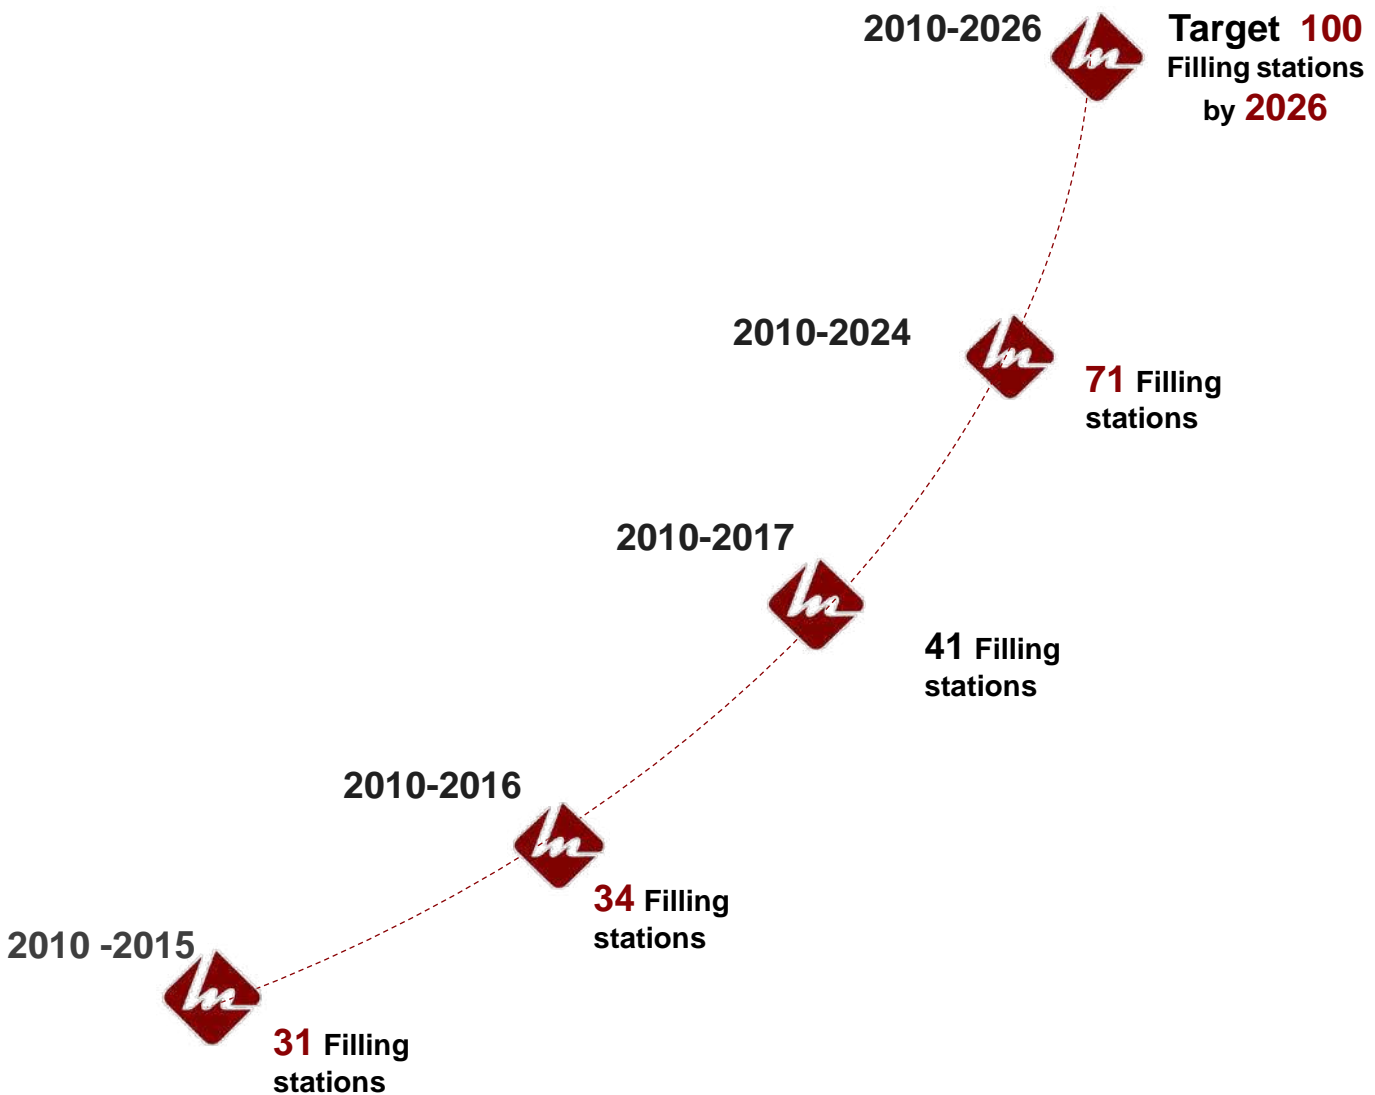 2010-2026
Target 100
Filling stations
by 2026
2010-2024
71 Filling
stations
2010-2017
41 Filling
stations
2010-2016
34 Filling
stations
2010 -2015
31 Filling
stations